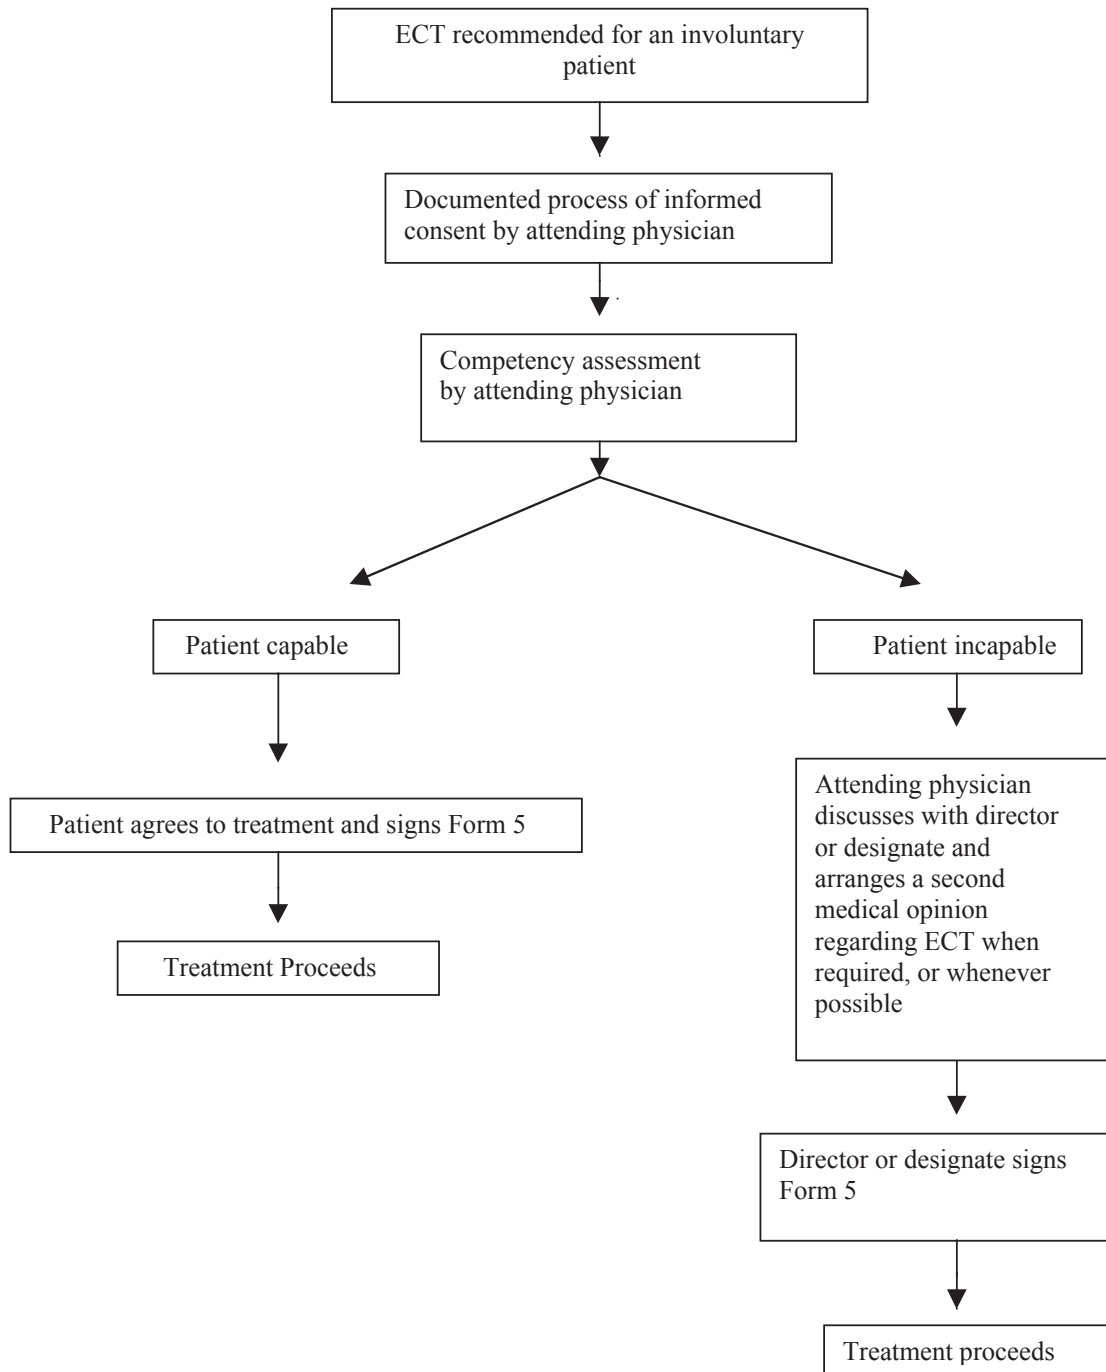 ECT recommended for an involuntary
patient
Documented process of informed
consent by attending physician
Competency assessment
by attending physician
Patient capable
Patient incapable
Patient agrees to treatment and signs Form 5
Treatment Proceeds
Attending physician
discusses with director
or designate and
arranges a second
medical opinion
regarding ECT when
required, or whenever
possible
Director or designate signs
Form 5
Treatment proceeds